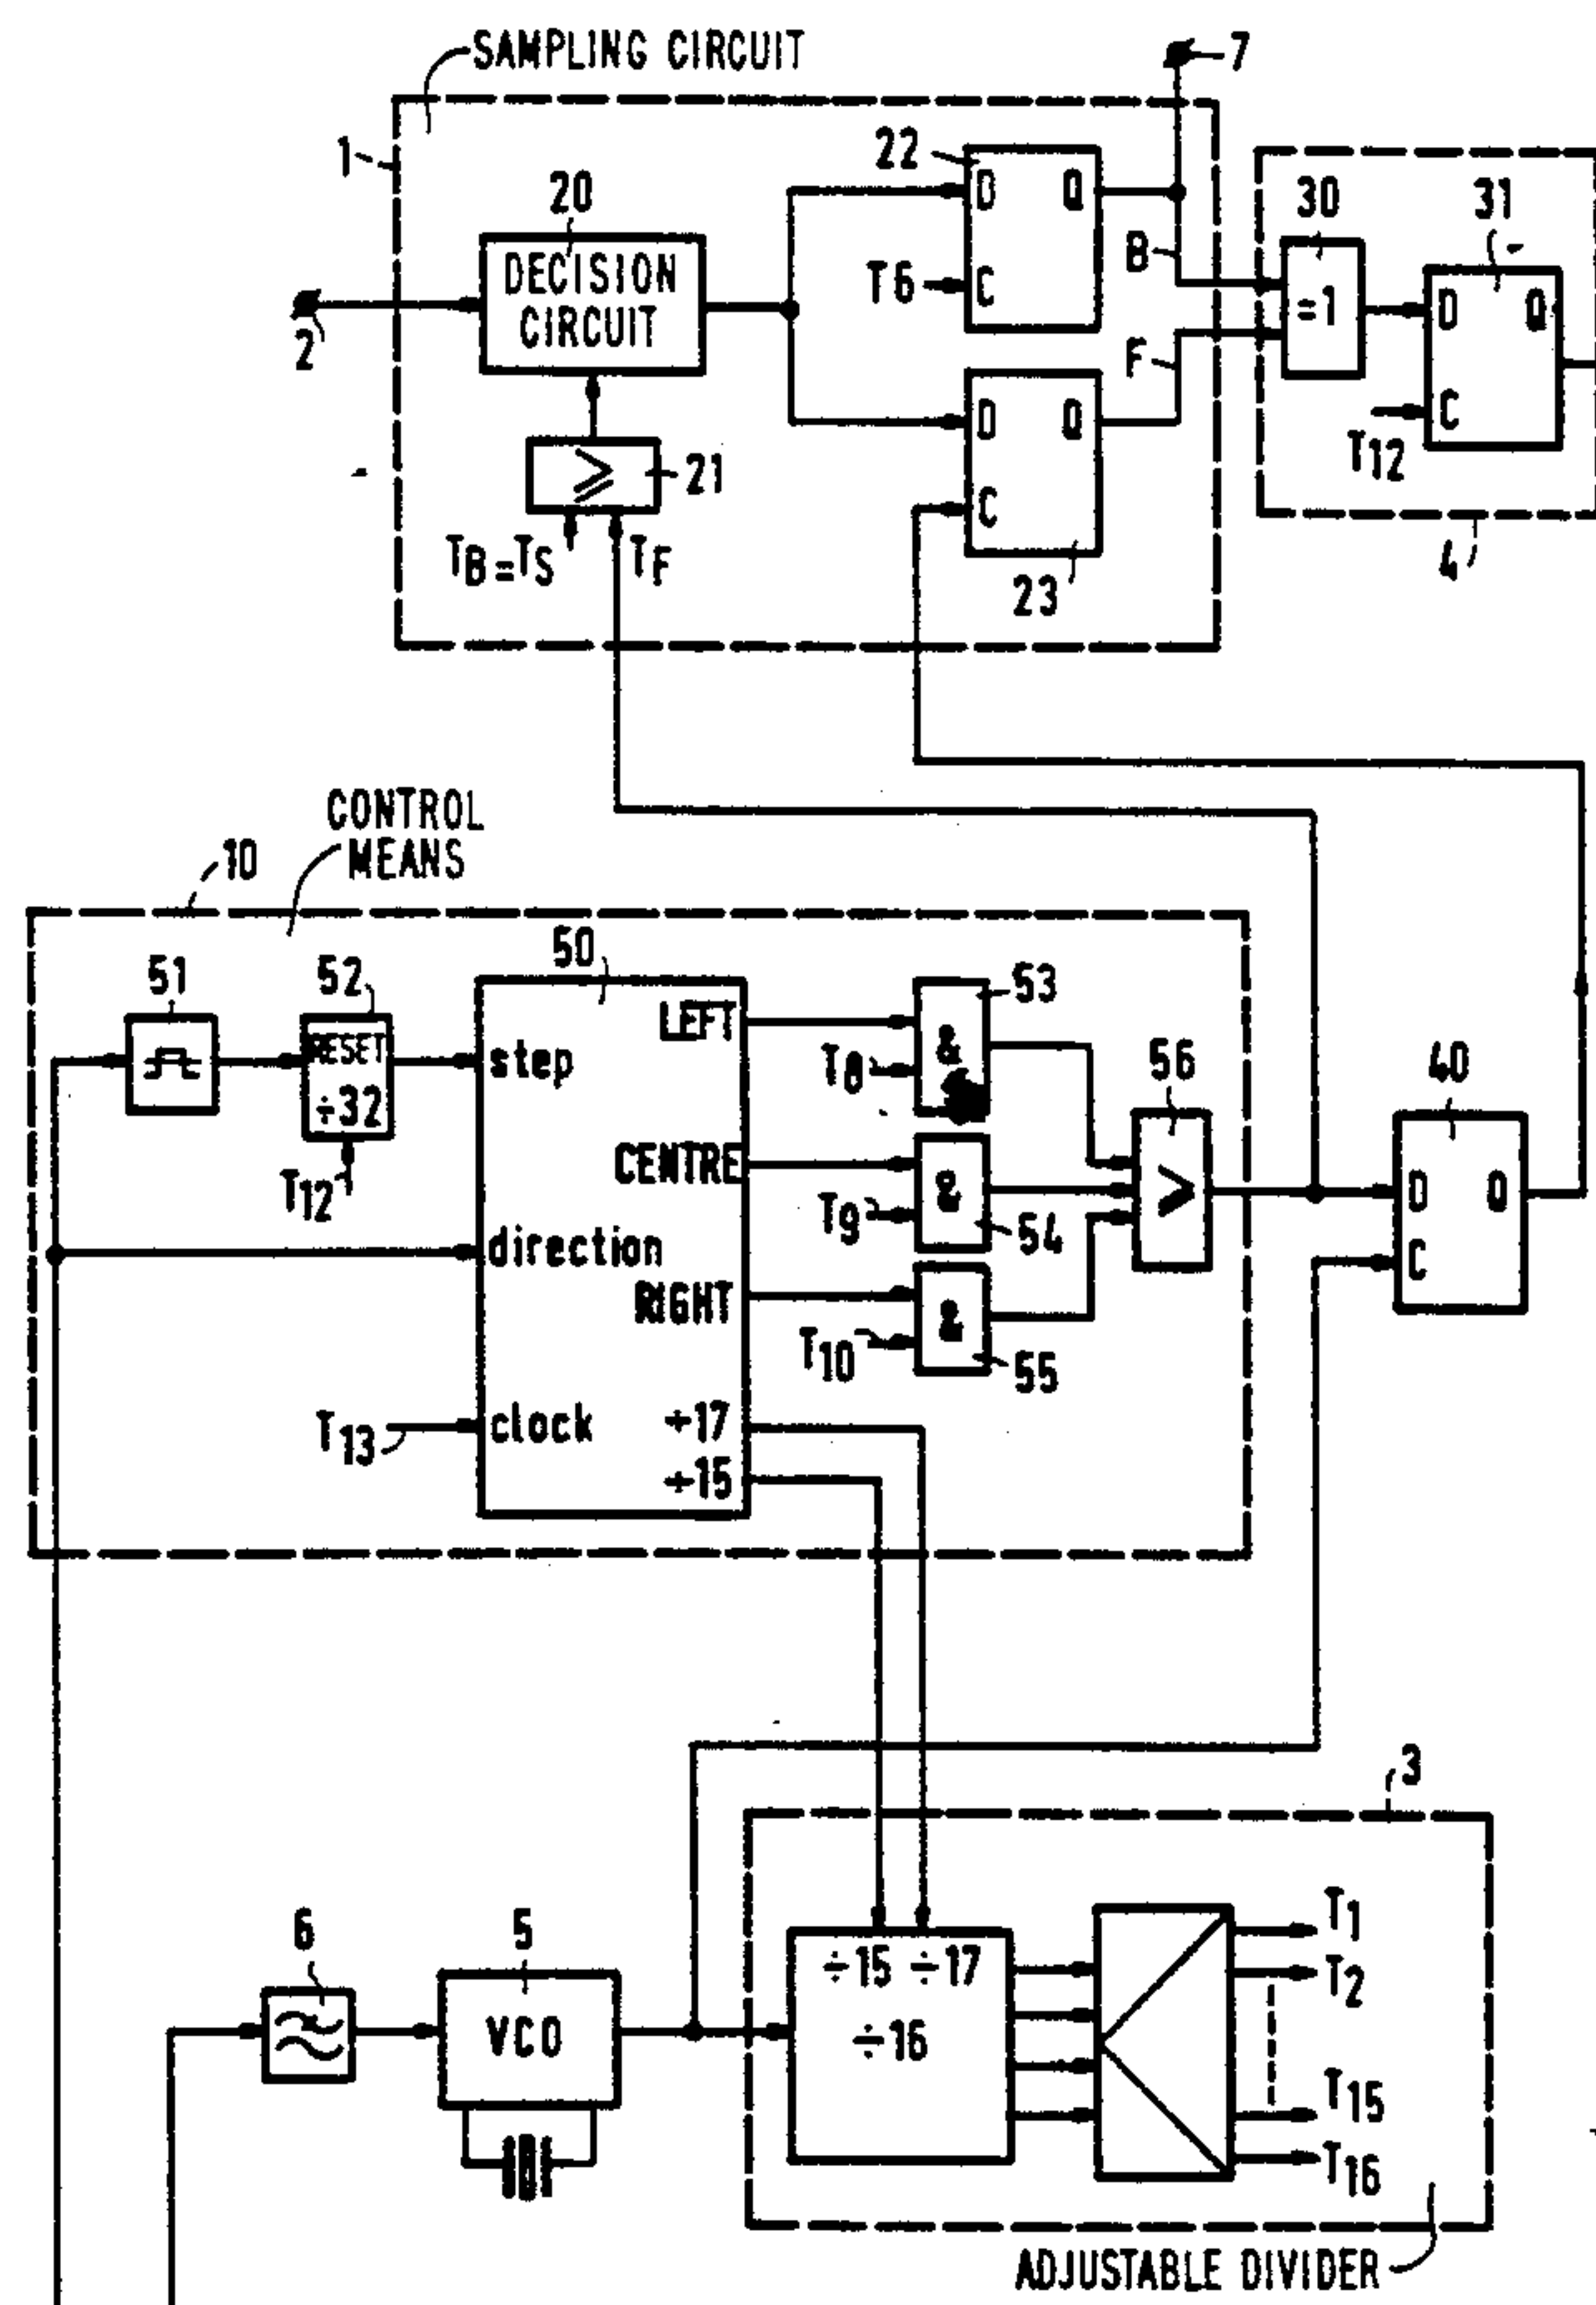 SAMPLING CIRCUIT
7
1
20
22
30
31
DECISION
CIRCUIT
D
Q
B
T6
C
=1
D
Q
2
F
D
Q
C
T12
≥
21
C
TB=TS
TF
23
4
CONTROL
MEANS
10
51
52
50
53
LEFT
RESET
step
&
T8
56
40
÷32
CENTRE
T12
&
>
D
Q
T9
54
direction
C
RIGHT
&
T10
55
T13
clock
÷17
÷15
3
6
5
T1
÷15 ÷17
T2
VCO
÷16
T15
T16
ADJUSTABLE DIVIDER